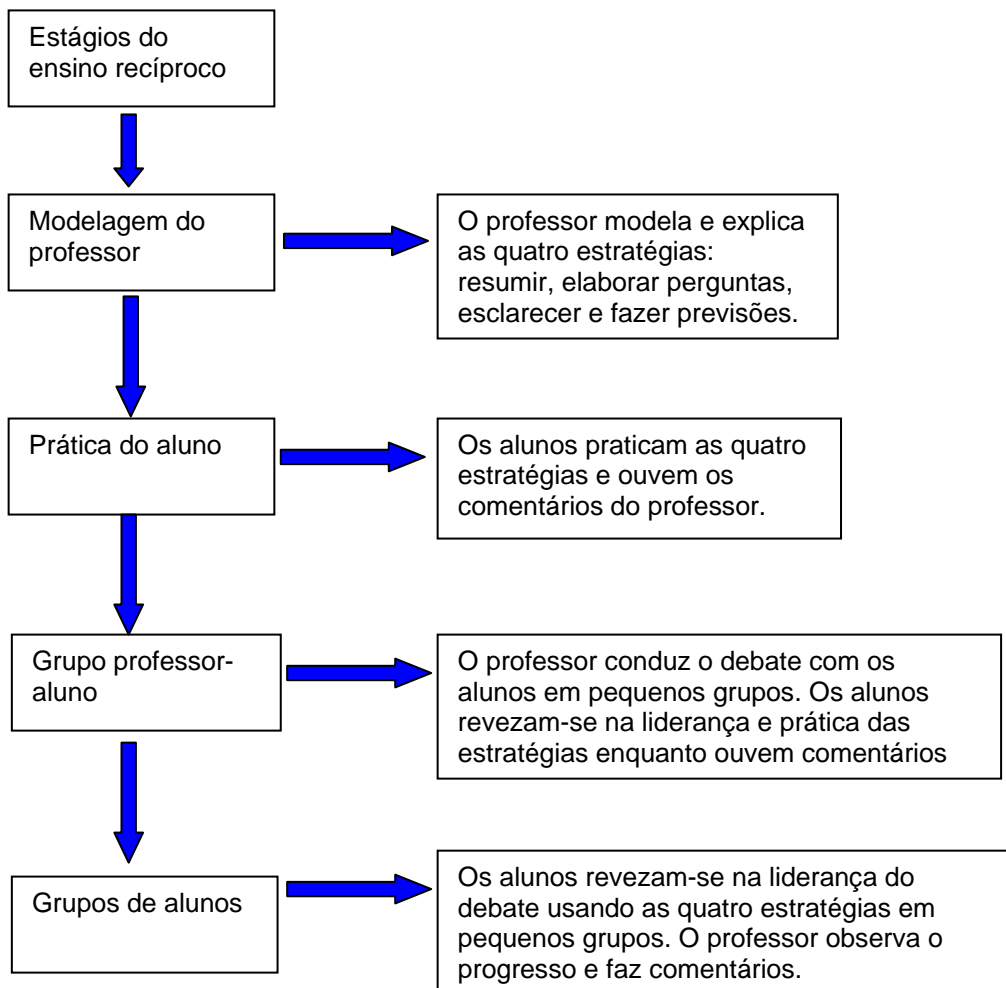 Estágios do
ensino recíproco
Modelagem do
professor
O professor modela e explica
as quatro estratégias:
resumir, elaborar perguntas,
esclarecer e fazer previsões.
Prática do aluno
Os alunos praticam as quatro
estratégias e ouvem os
comentários do professor.
Grupo professor-
aluno
O professor conduz o debate com os
alunos em pequenos grupos. Os alunos
revezam-se na liderança e prática das
estratégias enquanto ouvem comentários
Grupos de alunos
Os alunos revezam-se na liderança do
debate usando as quatro estratégias em
pequenos grupos. O professor observa o
progresso e faz comentários.